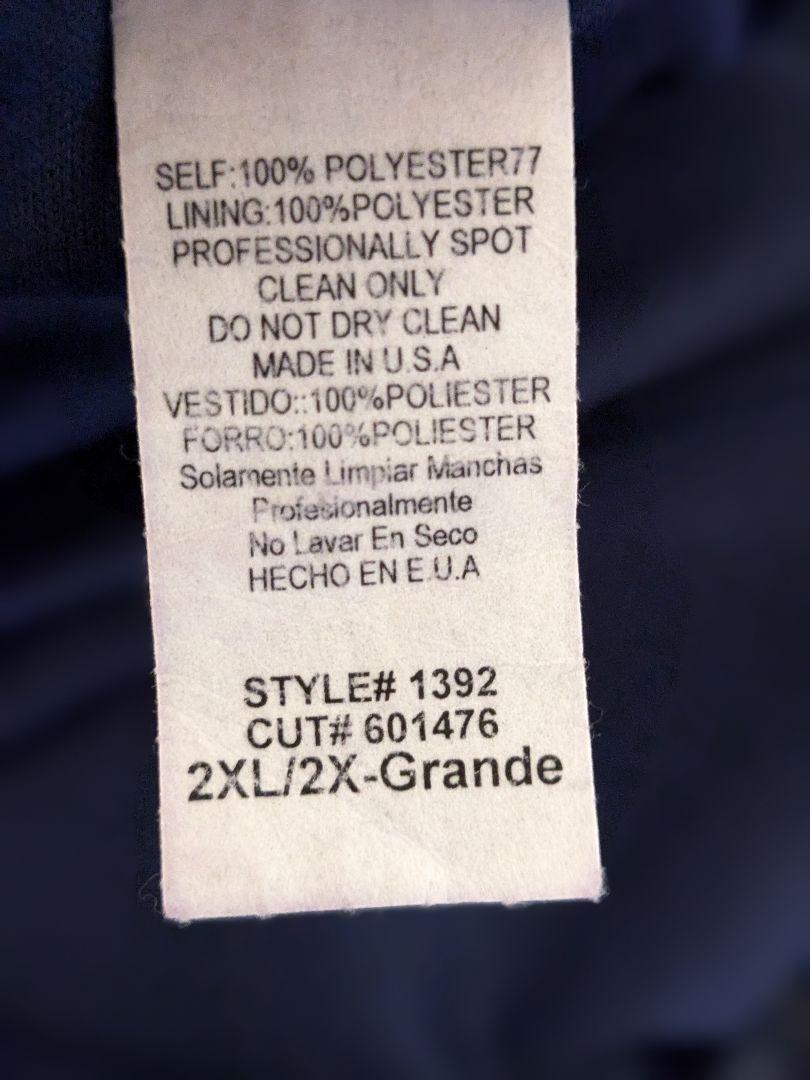 SELF:100% POLYESTER77
LINING:100%POLYESTER
PROFESSIONALLY SPOT
CLEAN ONLY
DO NOT DRY CLEAN
MADE IN U.S.A
VESTIDO::100%POLIESTER
FORRO:100%POLIESTER
Solamente Limpiar Manchas
Profesionalmente
No Lavar En Seco
HECHO EN E.U.A
STYLE# 1392
CUT# 601476
2XL/2X-Grande